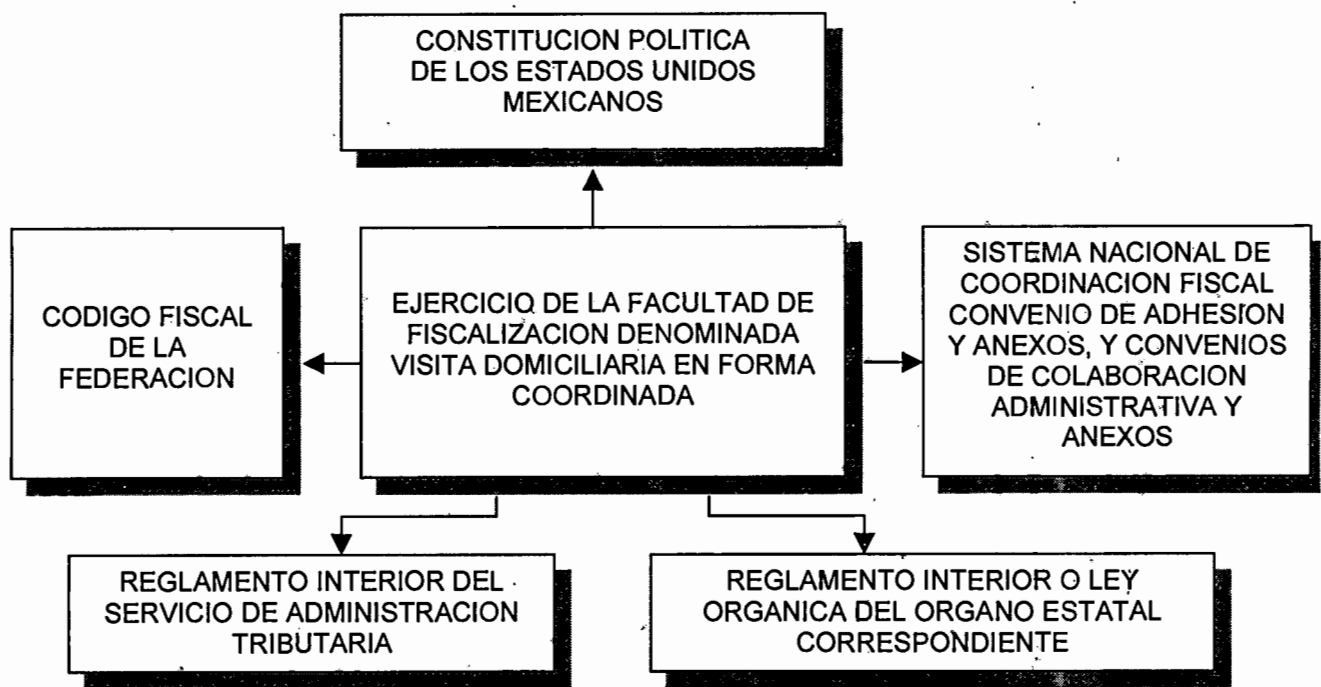 CONSTITUCION POLITICA
DE LOS ESTADOS UNIDOS
MEXICANOS
CODIGO FISCAL
DE LA
FEDERACION
EJERCICIO DE LA FACULTAD DE
FISCALIZACION DENOMINADA
VISITA DOMICILIARIA EN FORMA
COORDINADA
SISTEMA NACIONAL DE
COORDINACION FISCAL
CONVENIO DE ADHESION
Y ANEXOS, Y CONVENIOS
DE COLABORACION
ADMINISTRATIVA Y
ANEXOS
REGLAMENTO INTERIOR DEL
SERVICIO DE ADMINISTRACION
TRIBUTARIA
REGLAMENTO INTERIOR O LEY
ORGANICA DEL ORGANO ESTATAL
CORRESPONDIENTE